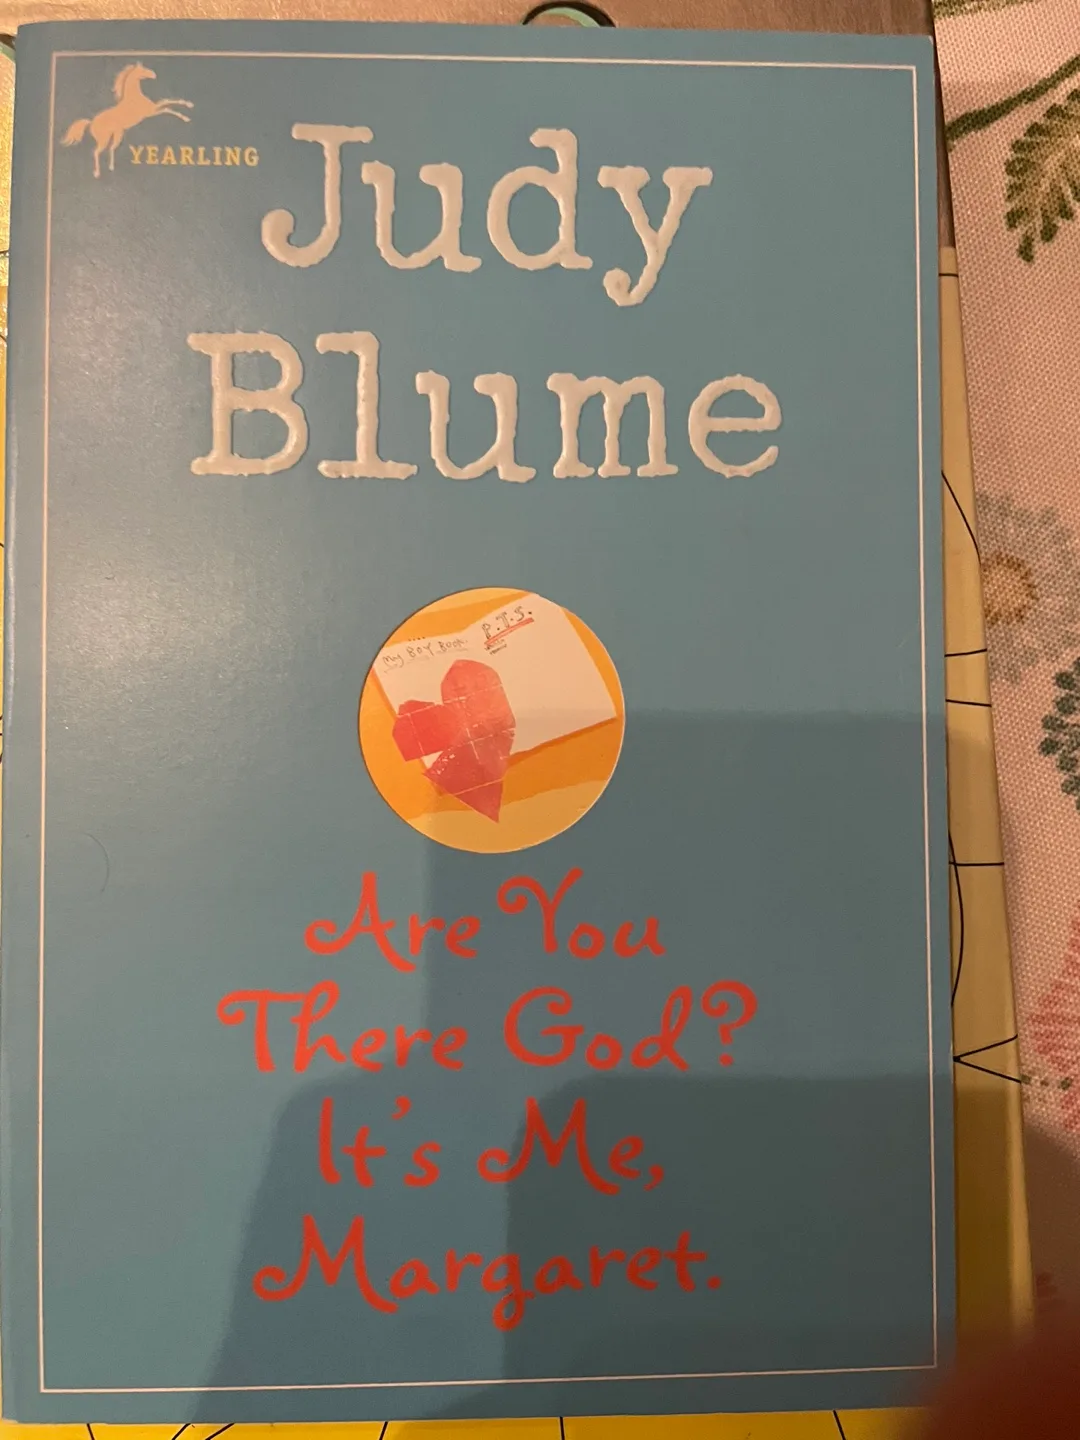 YEARLING
Judy
Blume
My BOY BOOK
P.T.S.
Are You
There God?
It's Me,
Margaret.